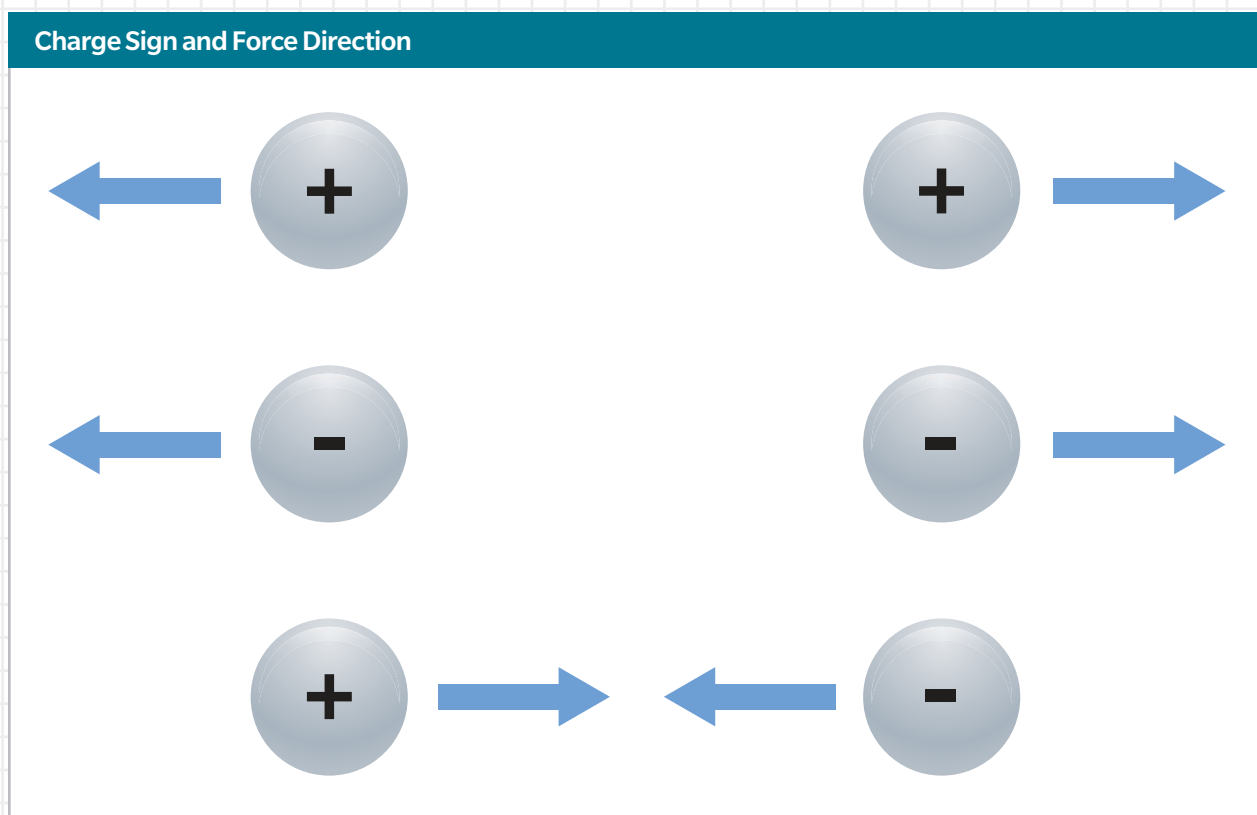 Charge Sign and Force Direction
+ +
- -
+ -